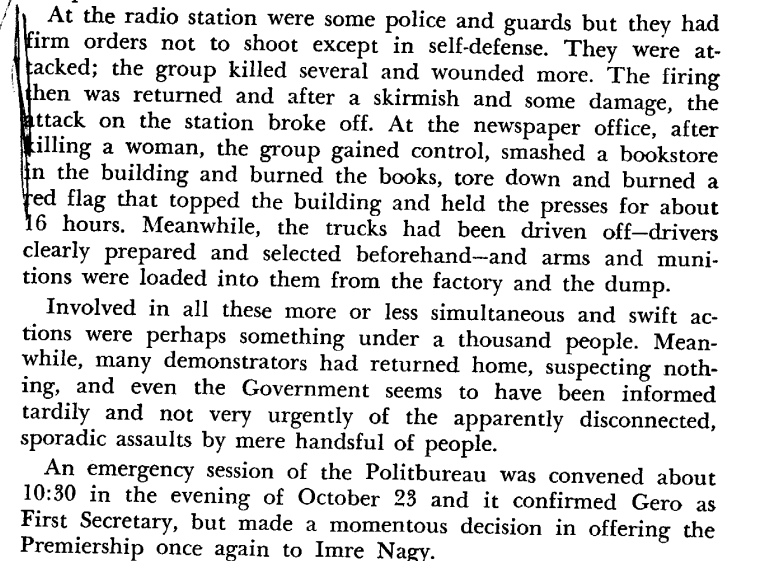 At the radio station were some police and guards but they had
firm orders not to shoot except in self-defense. They were at-
tacked; the group killed several and wounded more. The firing
then was returned and after a skirmish and some damage, the
attack on the station broke off. At the newspaper office, after
killing a woman, the group gained control, smashed a bookstore
in the building and burned the books, tore down and burned a
red flag that topped the building and held the presses for about
16 hours. Meanwhile, the trucks had been driven off—drivers
clearly prepared and selected beforehand—and arms and muni-
tions were loaded into them from the factory and the dump.
Involved in all these more or less simultaneous and swift ac-
tions were perhaps something under a thousand people. Mean-
while, many demonstrators had returned home, suspecting noth-
ing, and even the Government seems to have been informed
tardily and not very urgently of the apparently disconnected,
sporadic assaults by mere handsful of people.
An emergency session of the Politbureau was convened about
10:30 in the evening of October 23 and it confirmed Gero as
First Secretary, but made a momentous decision in offering the
Premiership once again to Imre Nagy.